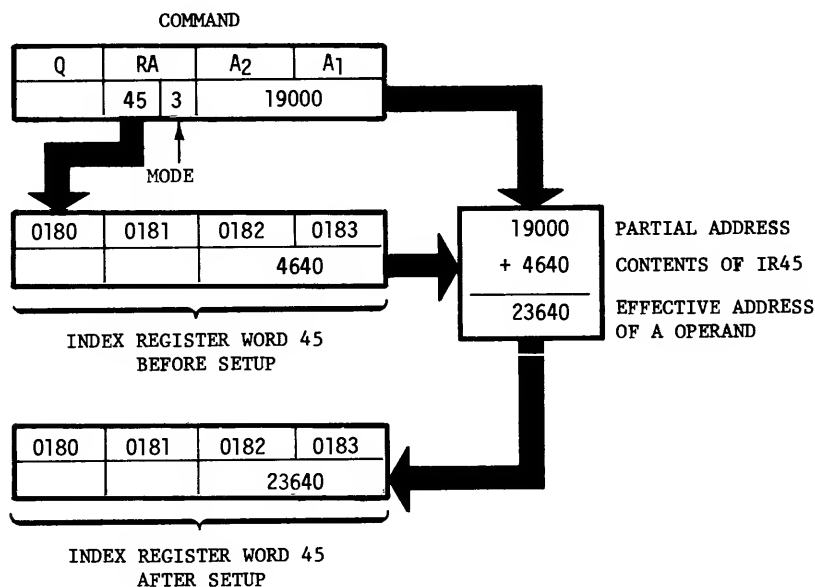 COMMAND
Q RA A2 A1
45 3 19000
MODE
0180 0181 0182 0183
4640
INDEX REGISTER WORD 45
BEFORE SETUP
19000 PARTIAL ADDRESS
+ 4640 CONTENTS OF IR45
23640 EFFECTIVE ADDRESS
OF A OPERAND
0180 0181 0182 0183
23640
INDEX REGISTER WORD 45
AFTER SETUP